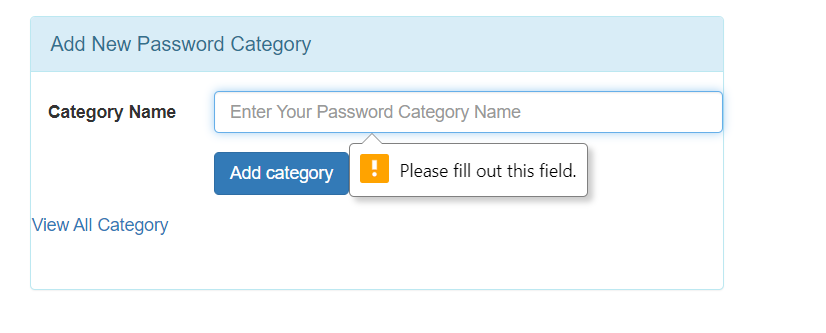 Add New Password Category
Category Name
Enter Your Password Category Name
Add category
Please fill out this field.
View All Category